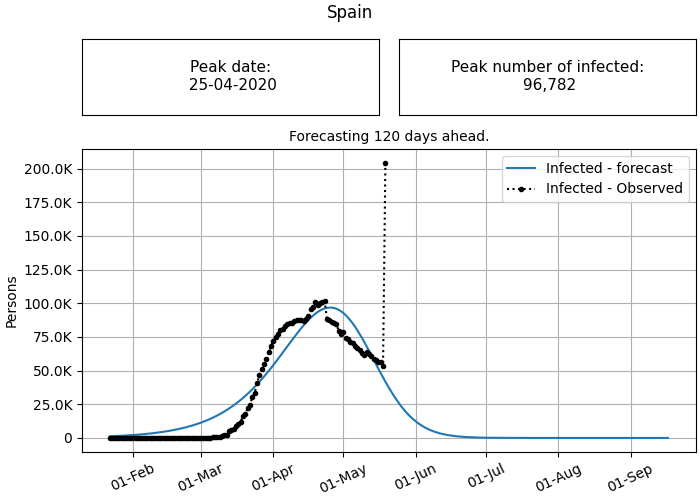 Spain
Peak date:
25-04-2020
Peak number of infected:
96,782
Forecasting 120 days ahead.
Infected - forecast
Infected - Observed
Persons
200.0K
175.0K
150.0K
125.0K
100.0K
75.0K
50.0K
25.0K
0
01-Feb
01-Mar
01-Apr
01-May
01-Jun
01-Jul
01-Aug
01-Sep